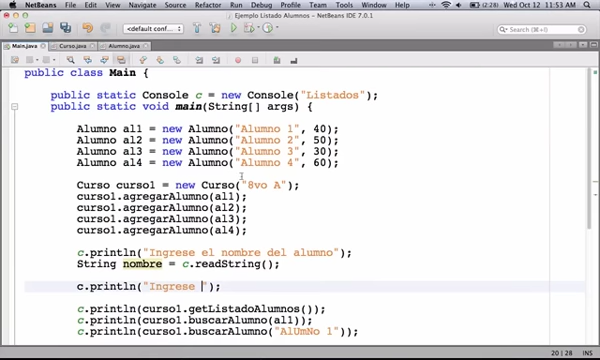 NetBeans File Edit View Navigate Source Refactor Run Debug Profile Team Tools Window Help Wed Oct 12 11:53 AM
Ejemplo Listado Alumnos - NetBeans IDE 7.0.1
<default conf...
Search (⌘+I)
Main.java Curso.java Alumno.java
public class Main {
public static Console c = new Console("Listados");
public static void main(String[] args) {
Alumno al1 = new Alumno("Alumno 1", 40);
Alumno al2 = new Alumno("Alumno 2", 50);
Alumno al3 = new Alumno("Alumno 3", 30);
Alumno al4 = new Alumno("Alumno 4", 60);
Curso curso1 = new Curso("8vo A");
curso1.agregarAlumno(al1);
curso1.agregarAlumno(al2);
curso1.agregarAlumno(al3);
curso1.agregarAlumno(al4);
c.println("Ingrese el nombre del alumno");
String nombre = c.readString();
c.println("Ingrese ");
c.println(curso1.getListadoAlumnos());
c.println(curso1.buscarAlumno(al1));
c.println(curso1.buscarAlumno("AlUmNo 1"));
20 | 28 INS